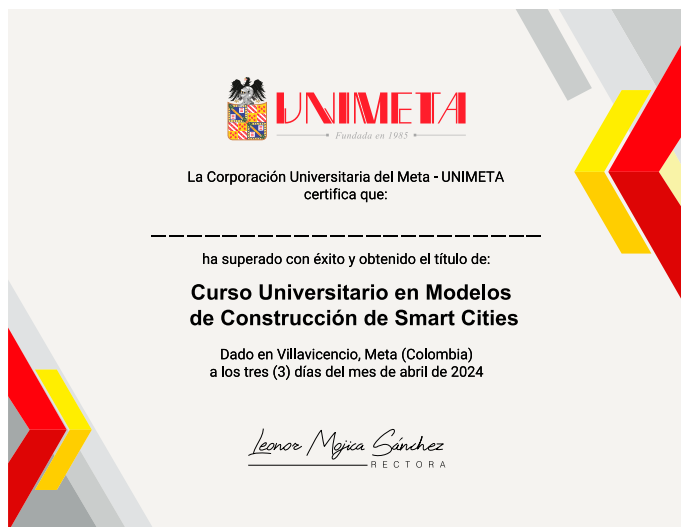 UNIMETA
Fundada en 1985
La Corporación Universitaria del Meta - UNIMETA
certifica que:
ha superado con éxito y obtenido el título de:
Curso Universitario en Modelos
de Construcción de Smart Cities
Dado en Villavicencio, Meta (Colombia)
a los tres (3) días del mes de abril de 2024
Leonor Mojica Sánchez
RECTORA